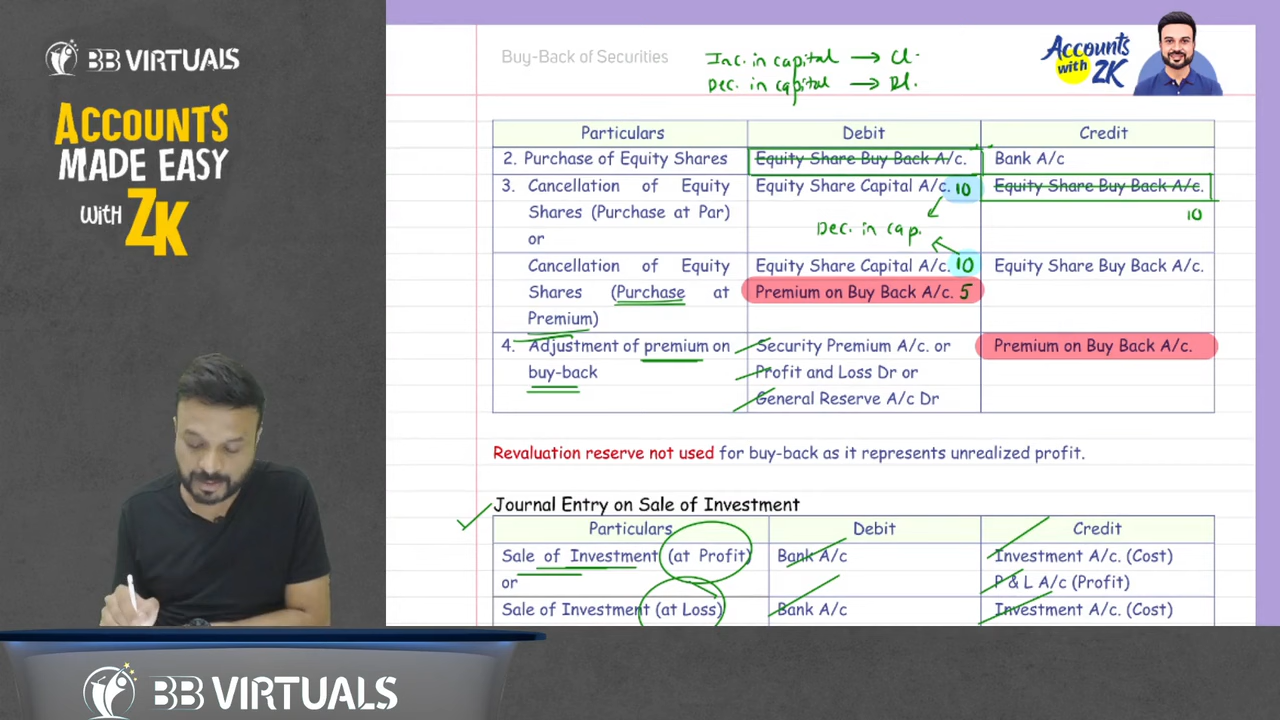 BB VIRTUALS
ACCOUNTS
MADE EASY
WITH ZK
Buy-Back of Securities
Inc. in capital → Cr.
Dec. in capital → Dr.
Accounts
with ZK
Particulars Debit Credit
2. Purchase of Equity Shares Equity Share Buy Back A/c. Bank A/c
3. Cancellation of Equity Equity Share Capital A/c. 10 Equity Share Buy Back A/c.
Shares (Purchase at Par) 10
or Dec. in cap.
Cancellation of Equity Equity Share Capital A/c. 10 Equity Share Buy Back A/c.
Shares (Purchase at Premium on Buy Back A/c. 5
Premium)
4. Adjustment of premium on Security Premium A/c. or Premium on Buy Back A/c.
buy-back Profit and Loss Dr or
General Reserve A/c Dr
Revaluation reserve not used for buy-back as it represents unrealized profit.
Journal Entry on Sale of Investment
Particulars Debit Credit
Sale of Investment (at Profit) Bank A/c Investment A/c. (Cost)
or P & L A/c (Profit)
Sale of Investment (at Loss) Bank A/c Investment A/c. (Cost)
BB VIRTUALS